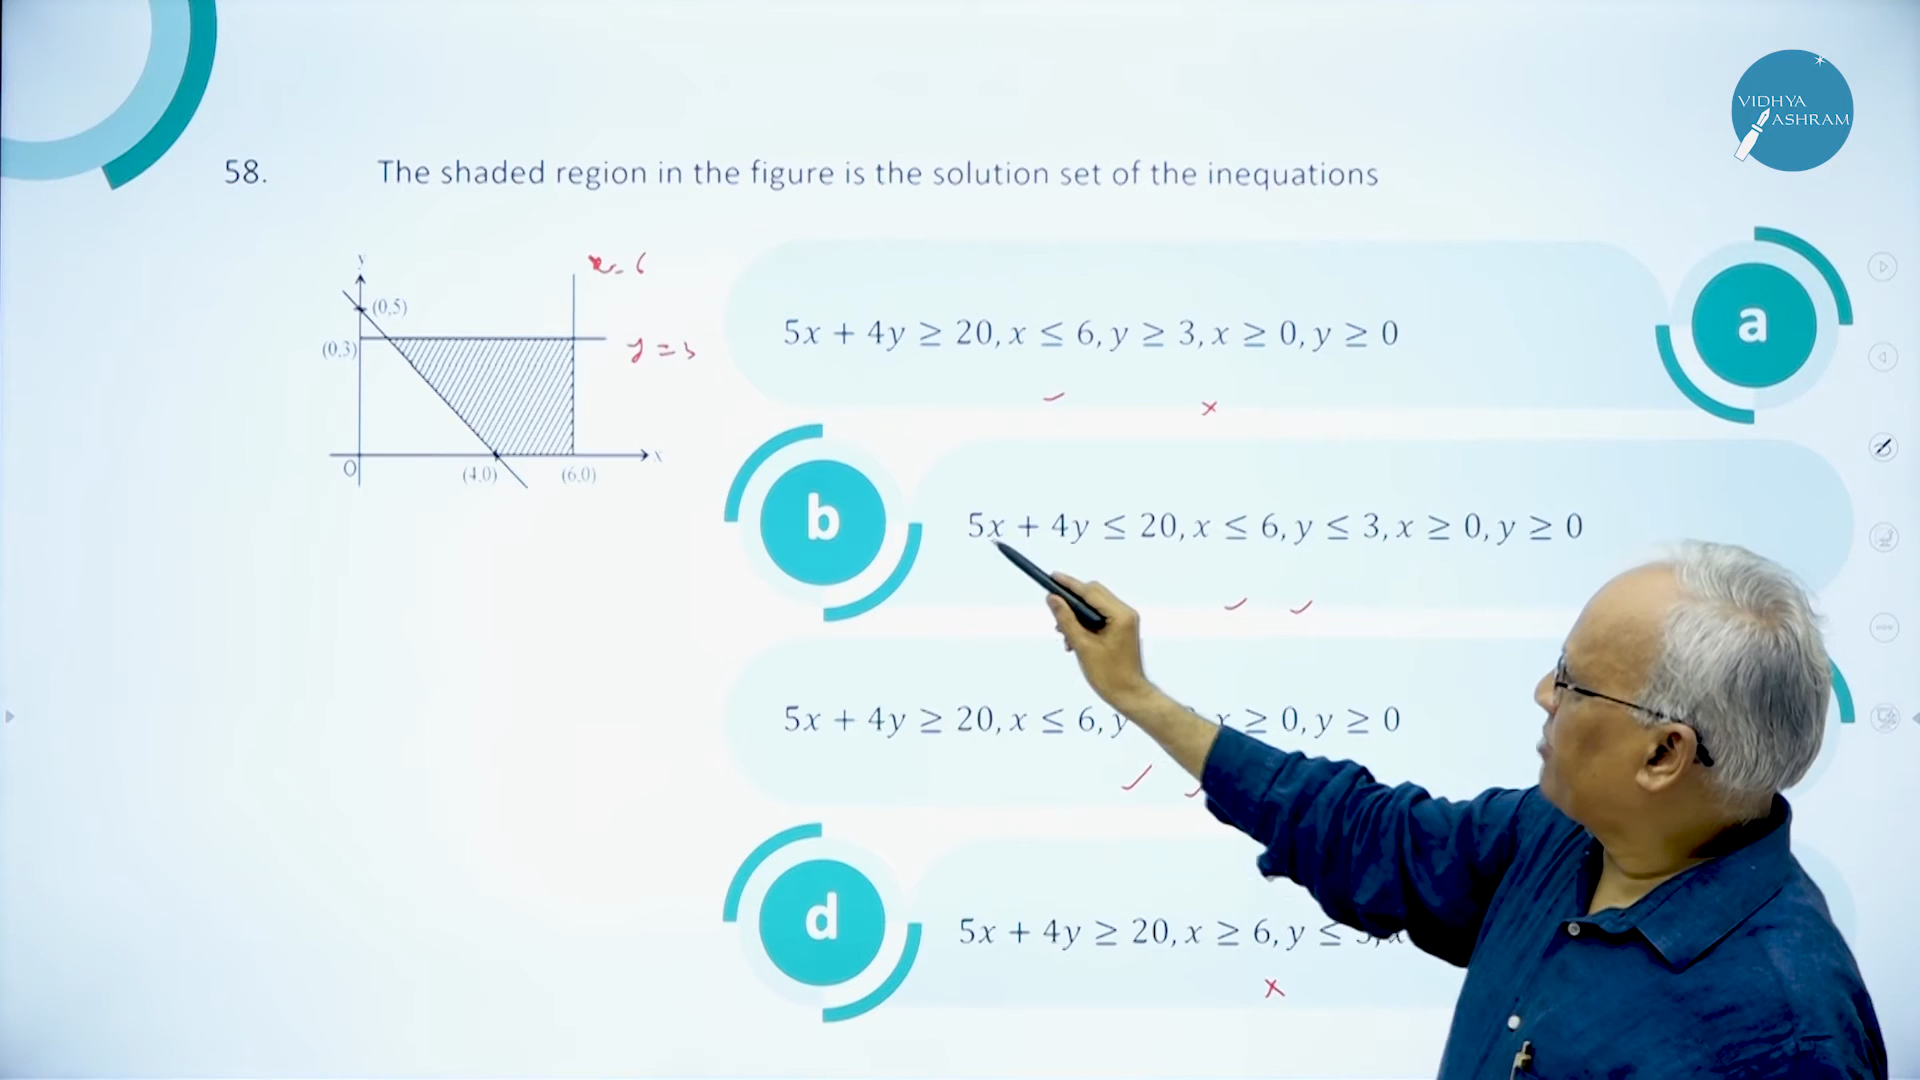 VIDHYA
ASHRAM
58. The shaded region in the figure is the solution set of the inequations
y
x = 6
(0,5)
(0,3)
y = 3
O
(4,0)
(6,0)
x
5x + 4y ≥ 20, x ≤ 6, y ≥ 3, x ≥ 0, y ≥ 0
a
b
5x + 4y ≤ 20, x ≤ 6, y ≤ 3, x ≥ 0, y ≥ 0
5x + 4y ≥ 20, x ≤ 6, y x ≥ 0, y ≥ 0
d
5x + 4y ≥ 20, x ≥ 6, y ≤ 3, x